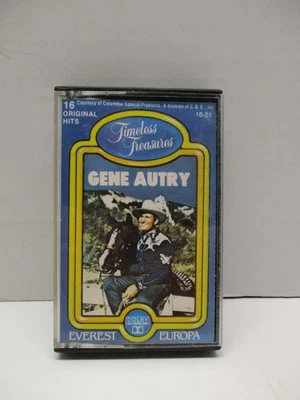 16 Courtesy of Columbia Special Products, A division of C B S
ORIGINAL 16-21
HITS
Timeless
Treasures
GENE AUTRY
DOLBY
EVEREST EUROPA